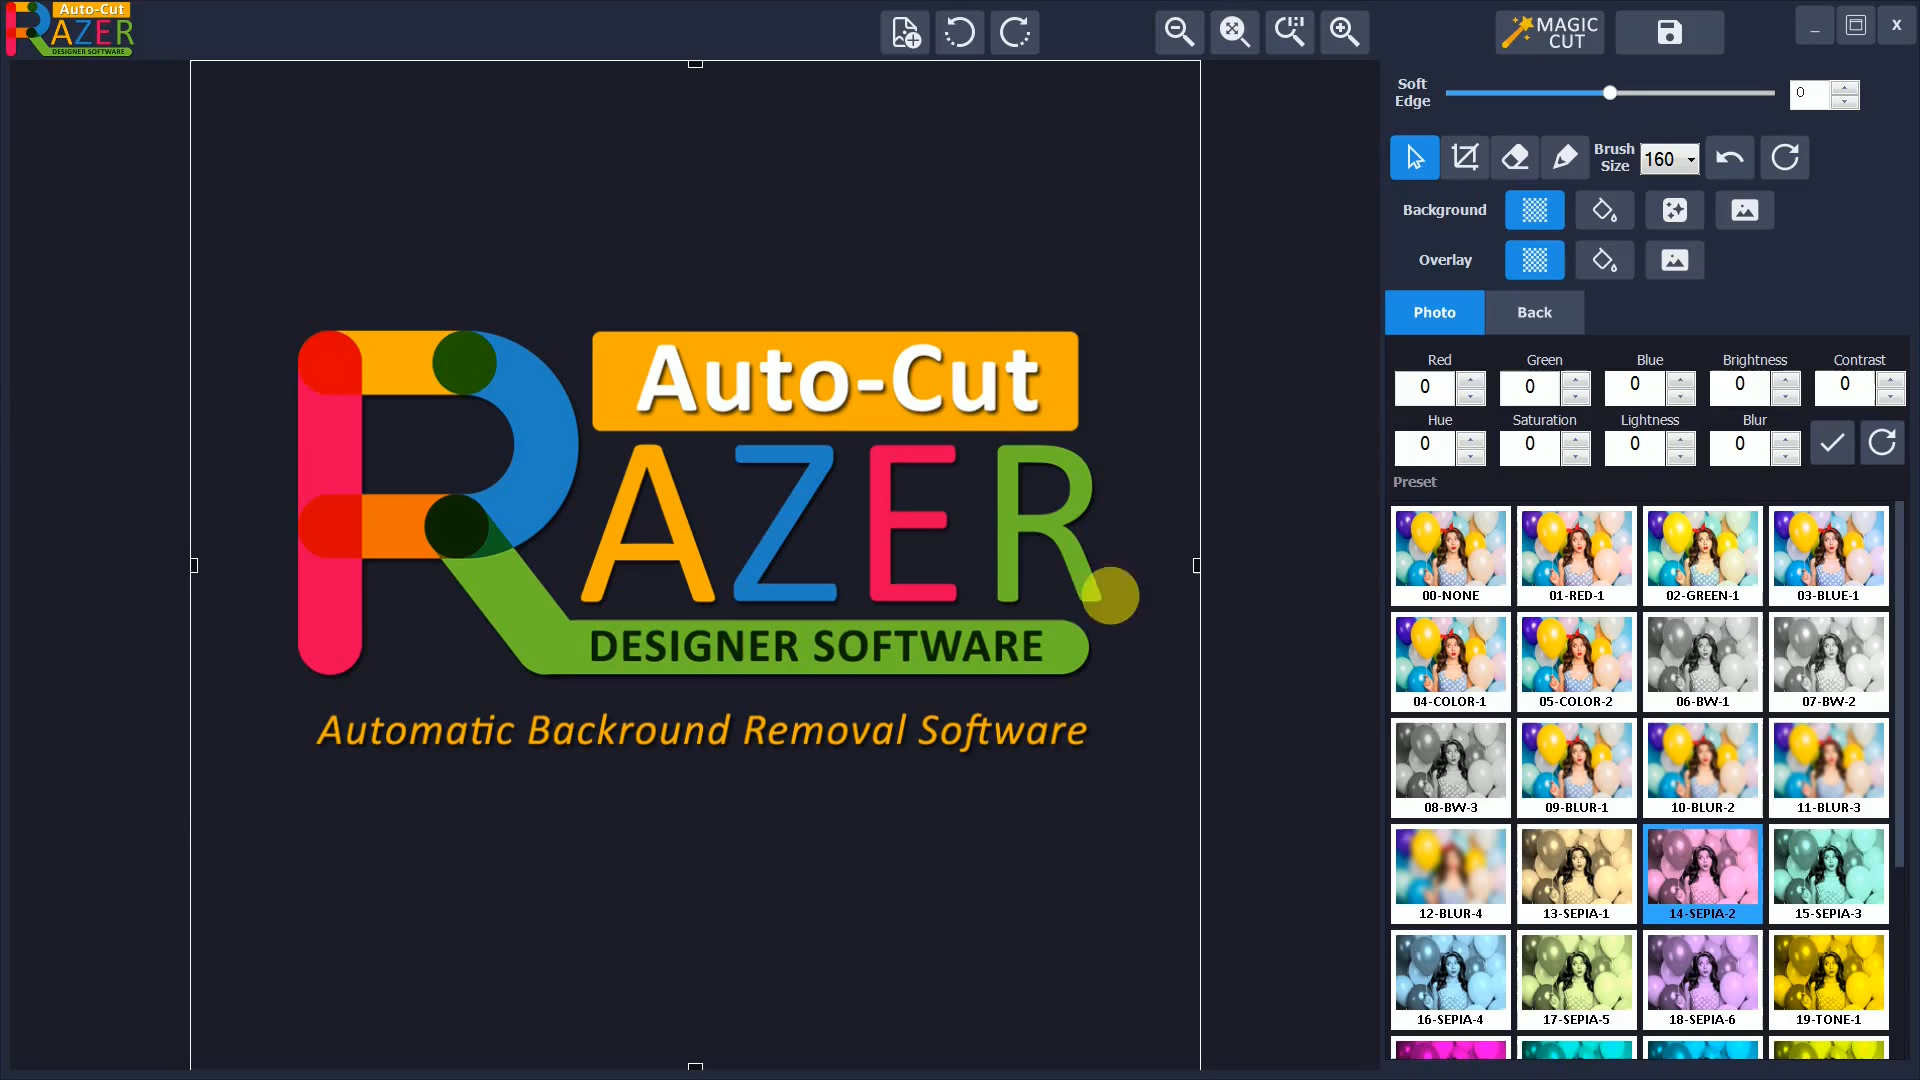 Auto-Cut
RAZER
DESIGNER SOFTWARE
MAGIC
CUT
x
Soft
Edge
0
Brush
Size
160
Background
Overlay
Photo Back
Red Green Blue Brightness Contrast
0 0 0 0 0
Hue Saturation Lightness Blur
0 0 0 0
Preset
00-NONE 01-RED-1 02-GREEN-1 03-BLUE-1
04-COLOR-1 05-COLOR-2 06-BW-1 07-BW-2
08-BW-3 09-BLUR-1 10-BLUR-2 11-BLUR-3
12-BLUR-4 13-SEPIA-1 14-SEPIA-2 15-SEPIA-3
16-SEPIA-4 17-SEPIA-5 18-SEPIA-6 19-TONE-1
Auto-Cut
RAZER
DESIGNER SOFTWARE
Automatic Backround Removal Software